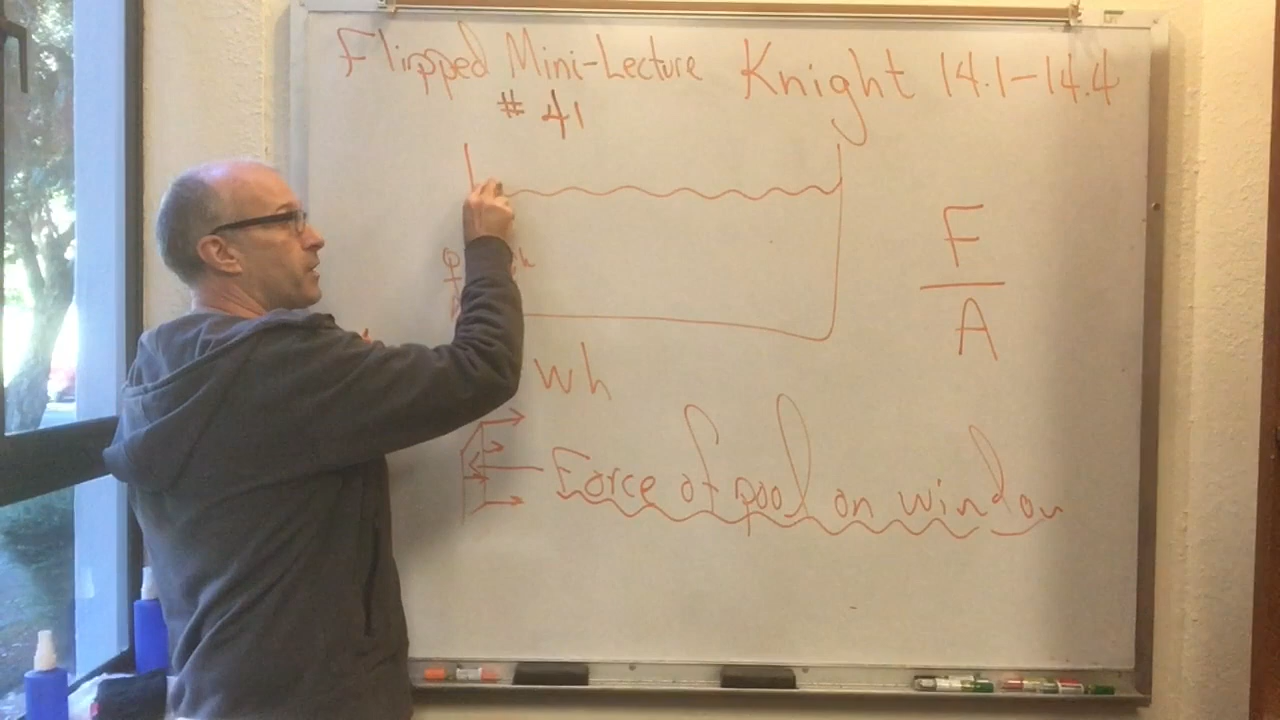 Flipped Mini-Lecture Knight 14.1-14.4
# 41
h
F
A
wh
Force of pool on window